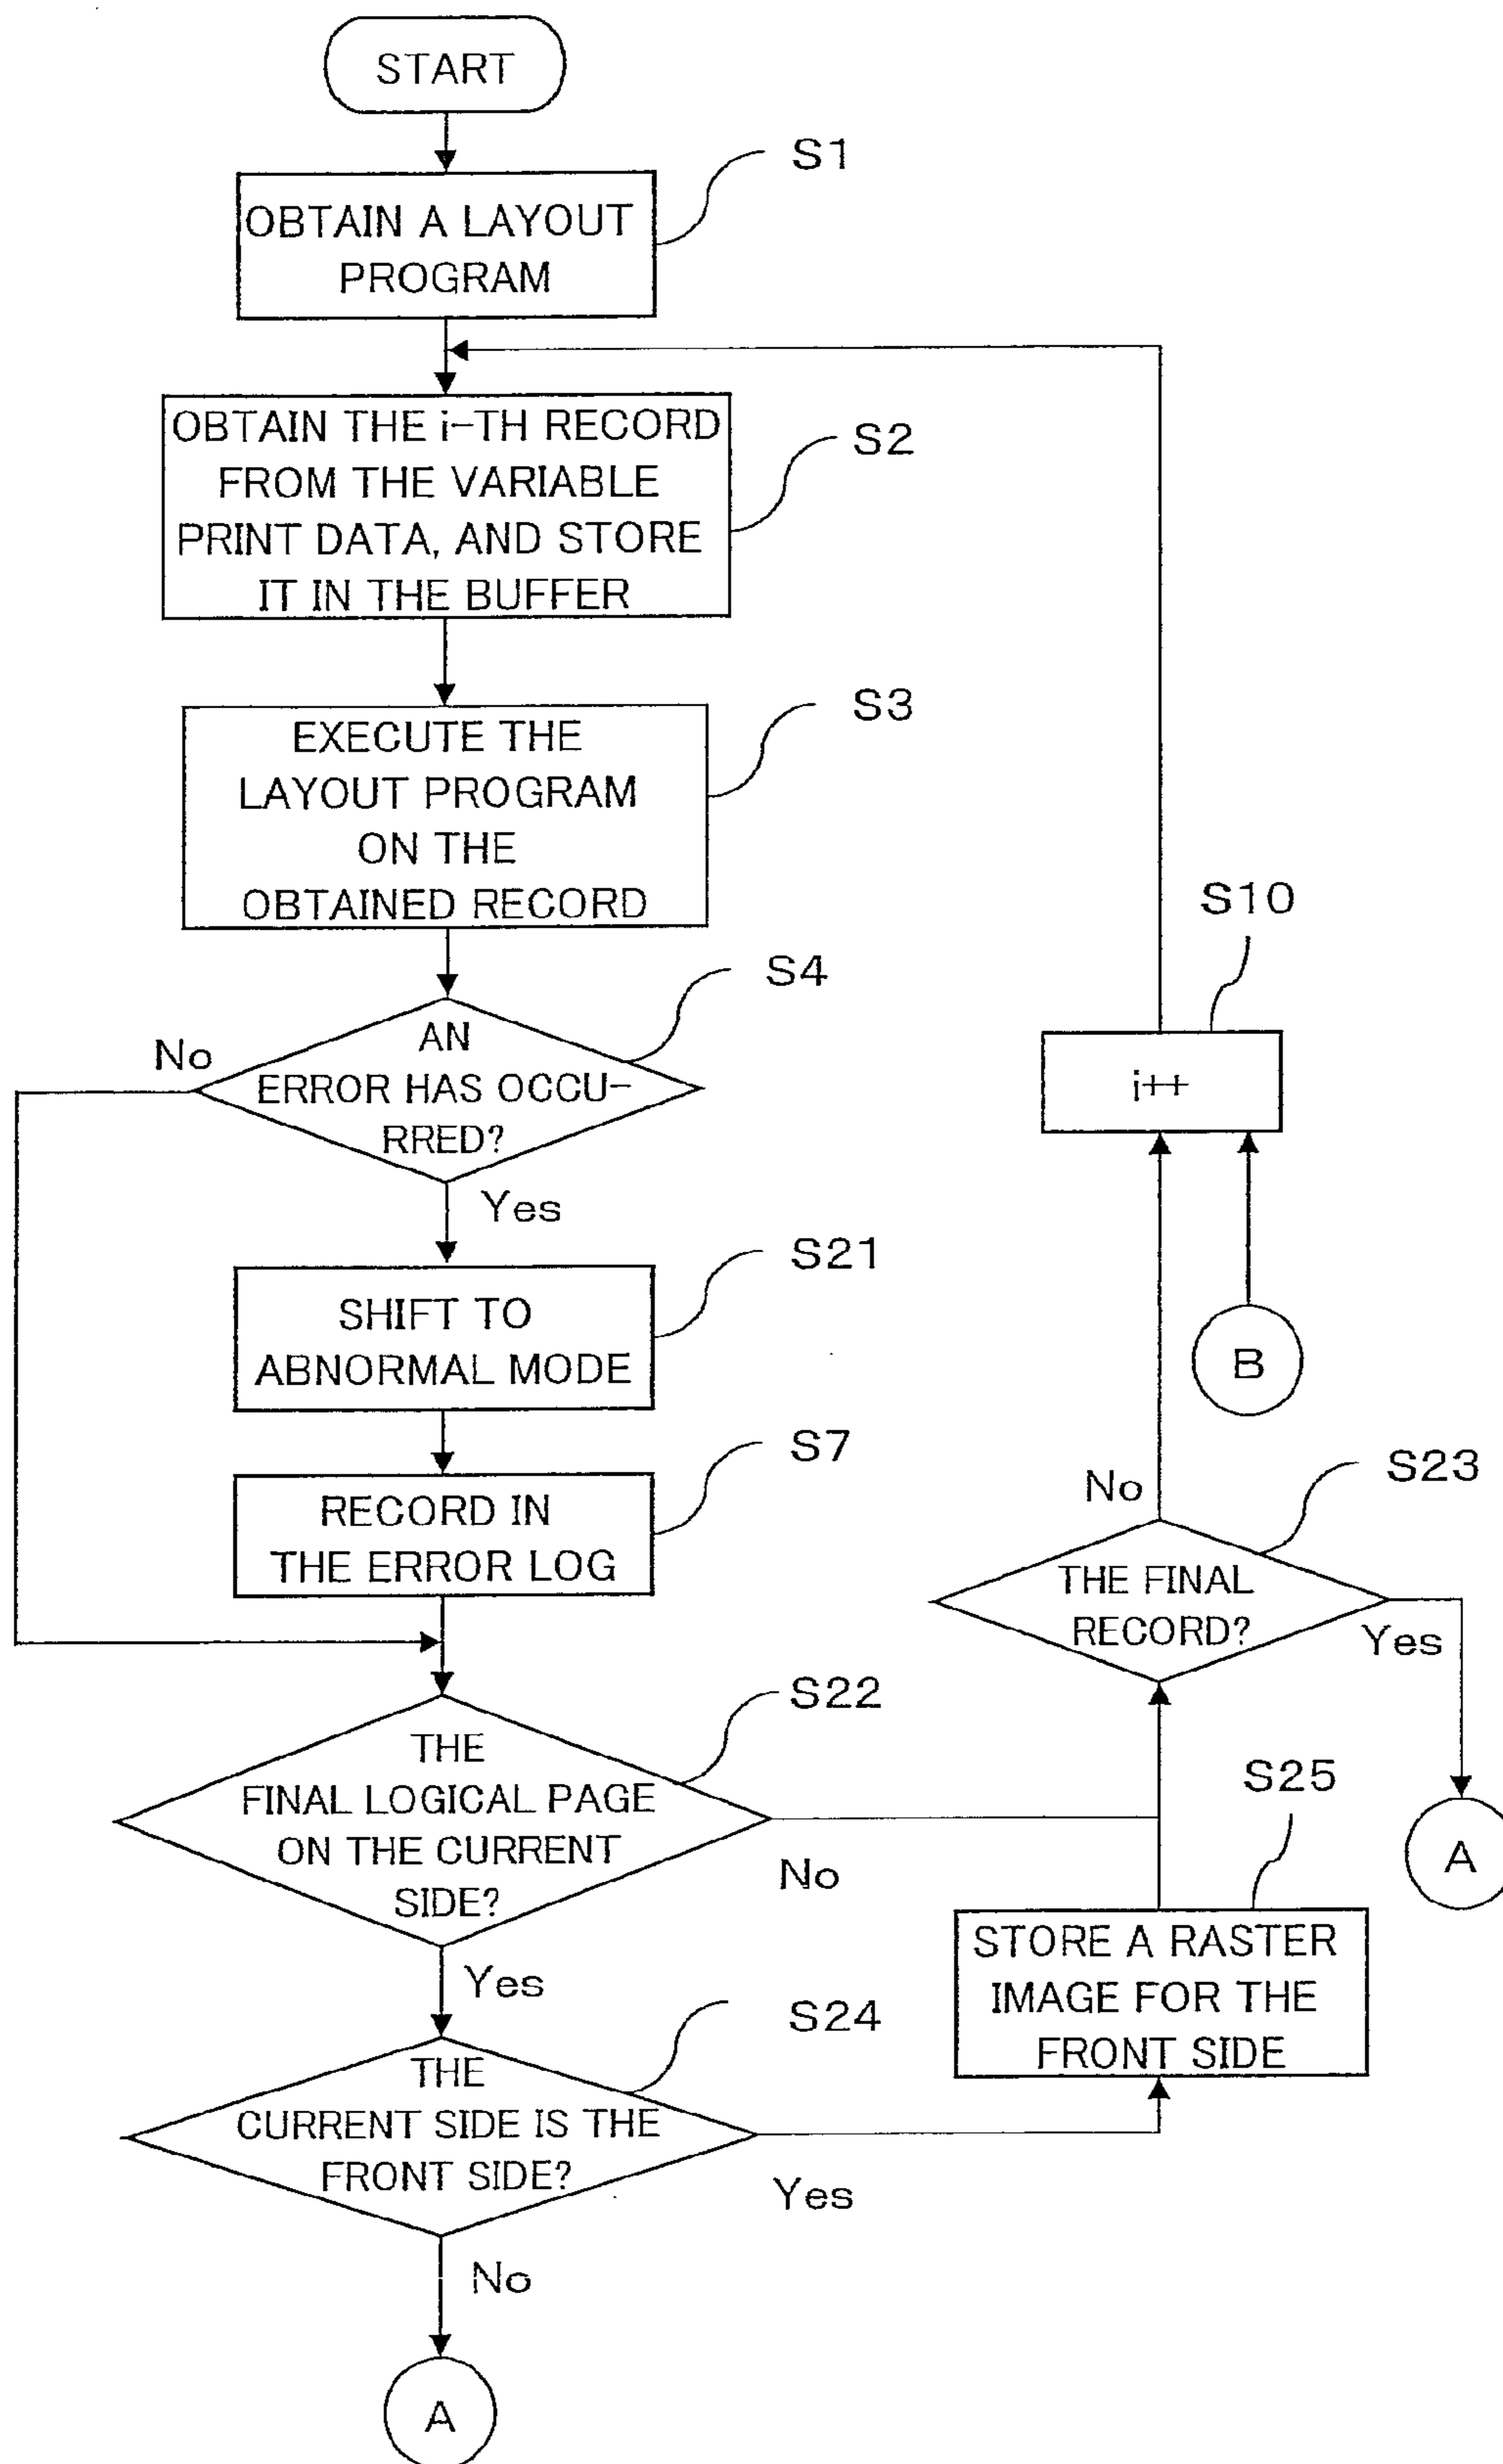 START
S1
OBTAIN A LAYOUT
PROGRAM
OBTAIN THE i-TH RECORD
FROM THE VARIABLE
PRINT DATA, AND STORE
IT IN THE BUFFER
S2
EXECUTE THE
LAYOUT PROGRAM
ON THE
OBTAINED RECORD
S3
AN
ERROR HAS OCCU-
RRED?
S4
No
Yes
SHIFT TO
ABNORMAL MODE
S21
RECORD IN
THE ERROR LOG
S7
THE
FINAL LOGICAL PAGE
ON THE CURRENT
SIDE?
S22
No
Yes
THE
CURRENT SIDE IS THE
FRONT SIDE?
S24
Yes
No
A
S10
i++
B
No
S23
THE FINAL
RECORD?
Yes
A
S25
STORE A RASTER
IMAGE FOR THE
FRONT SIDE